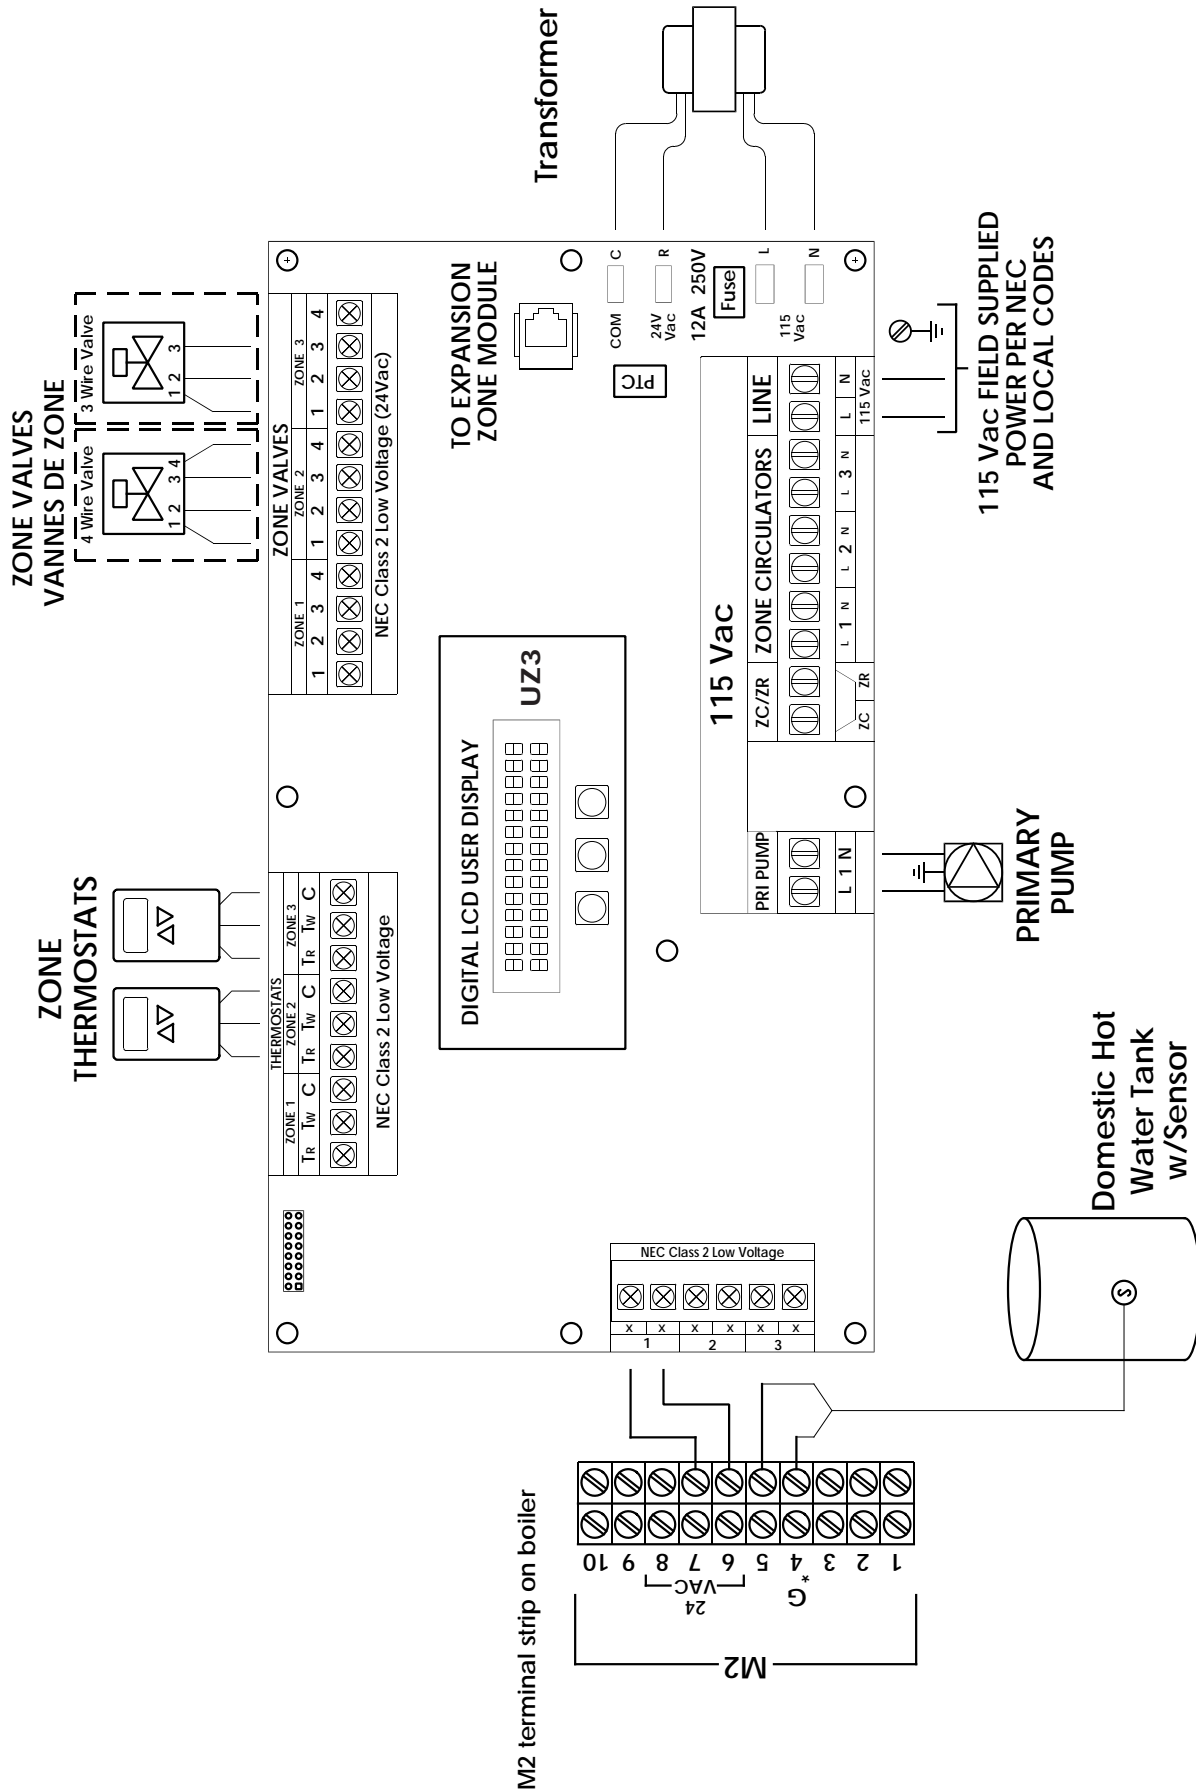 Transformer
ZONE VALVES
VANNES DE ZONE
4 Wire Valve
1 2 3 4
3 Wire Valve
1 2 3
ZONE
THERMOSTATS
ZONE VALVES
ZONE 1 ZONE 2 ZONE 3
1 2 3 4 1 2 3 4 1 2 3 4
NEC Class 2 Low Voltage (24Vac)
TO EXPANSION
ZONE MODULE
COM C
24V
Vac
R
12A 250V
Fuse
L
115
Vac
N
PTC
THERMOSTATS
ZONE 1 ZONE 2 ZONE 3
TR TW C TR TW C TR TW C
NEC Class 2 Low Voltage
DIGITAL LCD USER DISPLAY
UZ3
115 Vac
PRI PUMP ZC/ZR ZONE CIRCULATORS LINE
L 1 N
ZC ZR
L 1 N L 2 N L 3 N L N
115 Vac
115 Vac FIELD SUPPLIED
POWER PER NEC
AND LOCAL CODES
PRIMARY
PUMP
NEC Class 2 Low Voltage
x x x x x x
1 2 3
M2 terminal strip on boiler
10 9 8 7 6 5 4 3 2 1
24
VAC
G*
M2
Domestic Hot
Water Tank
w/Sensor
S